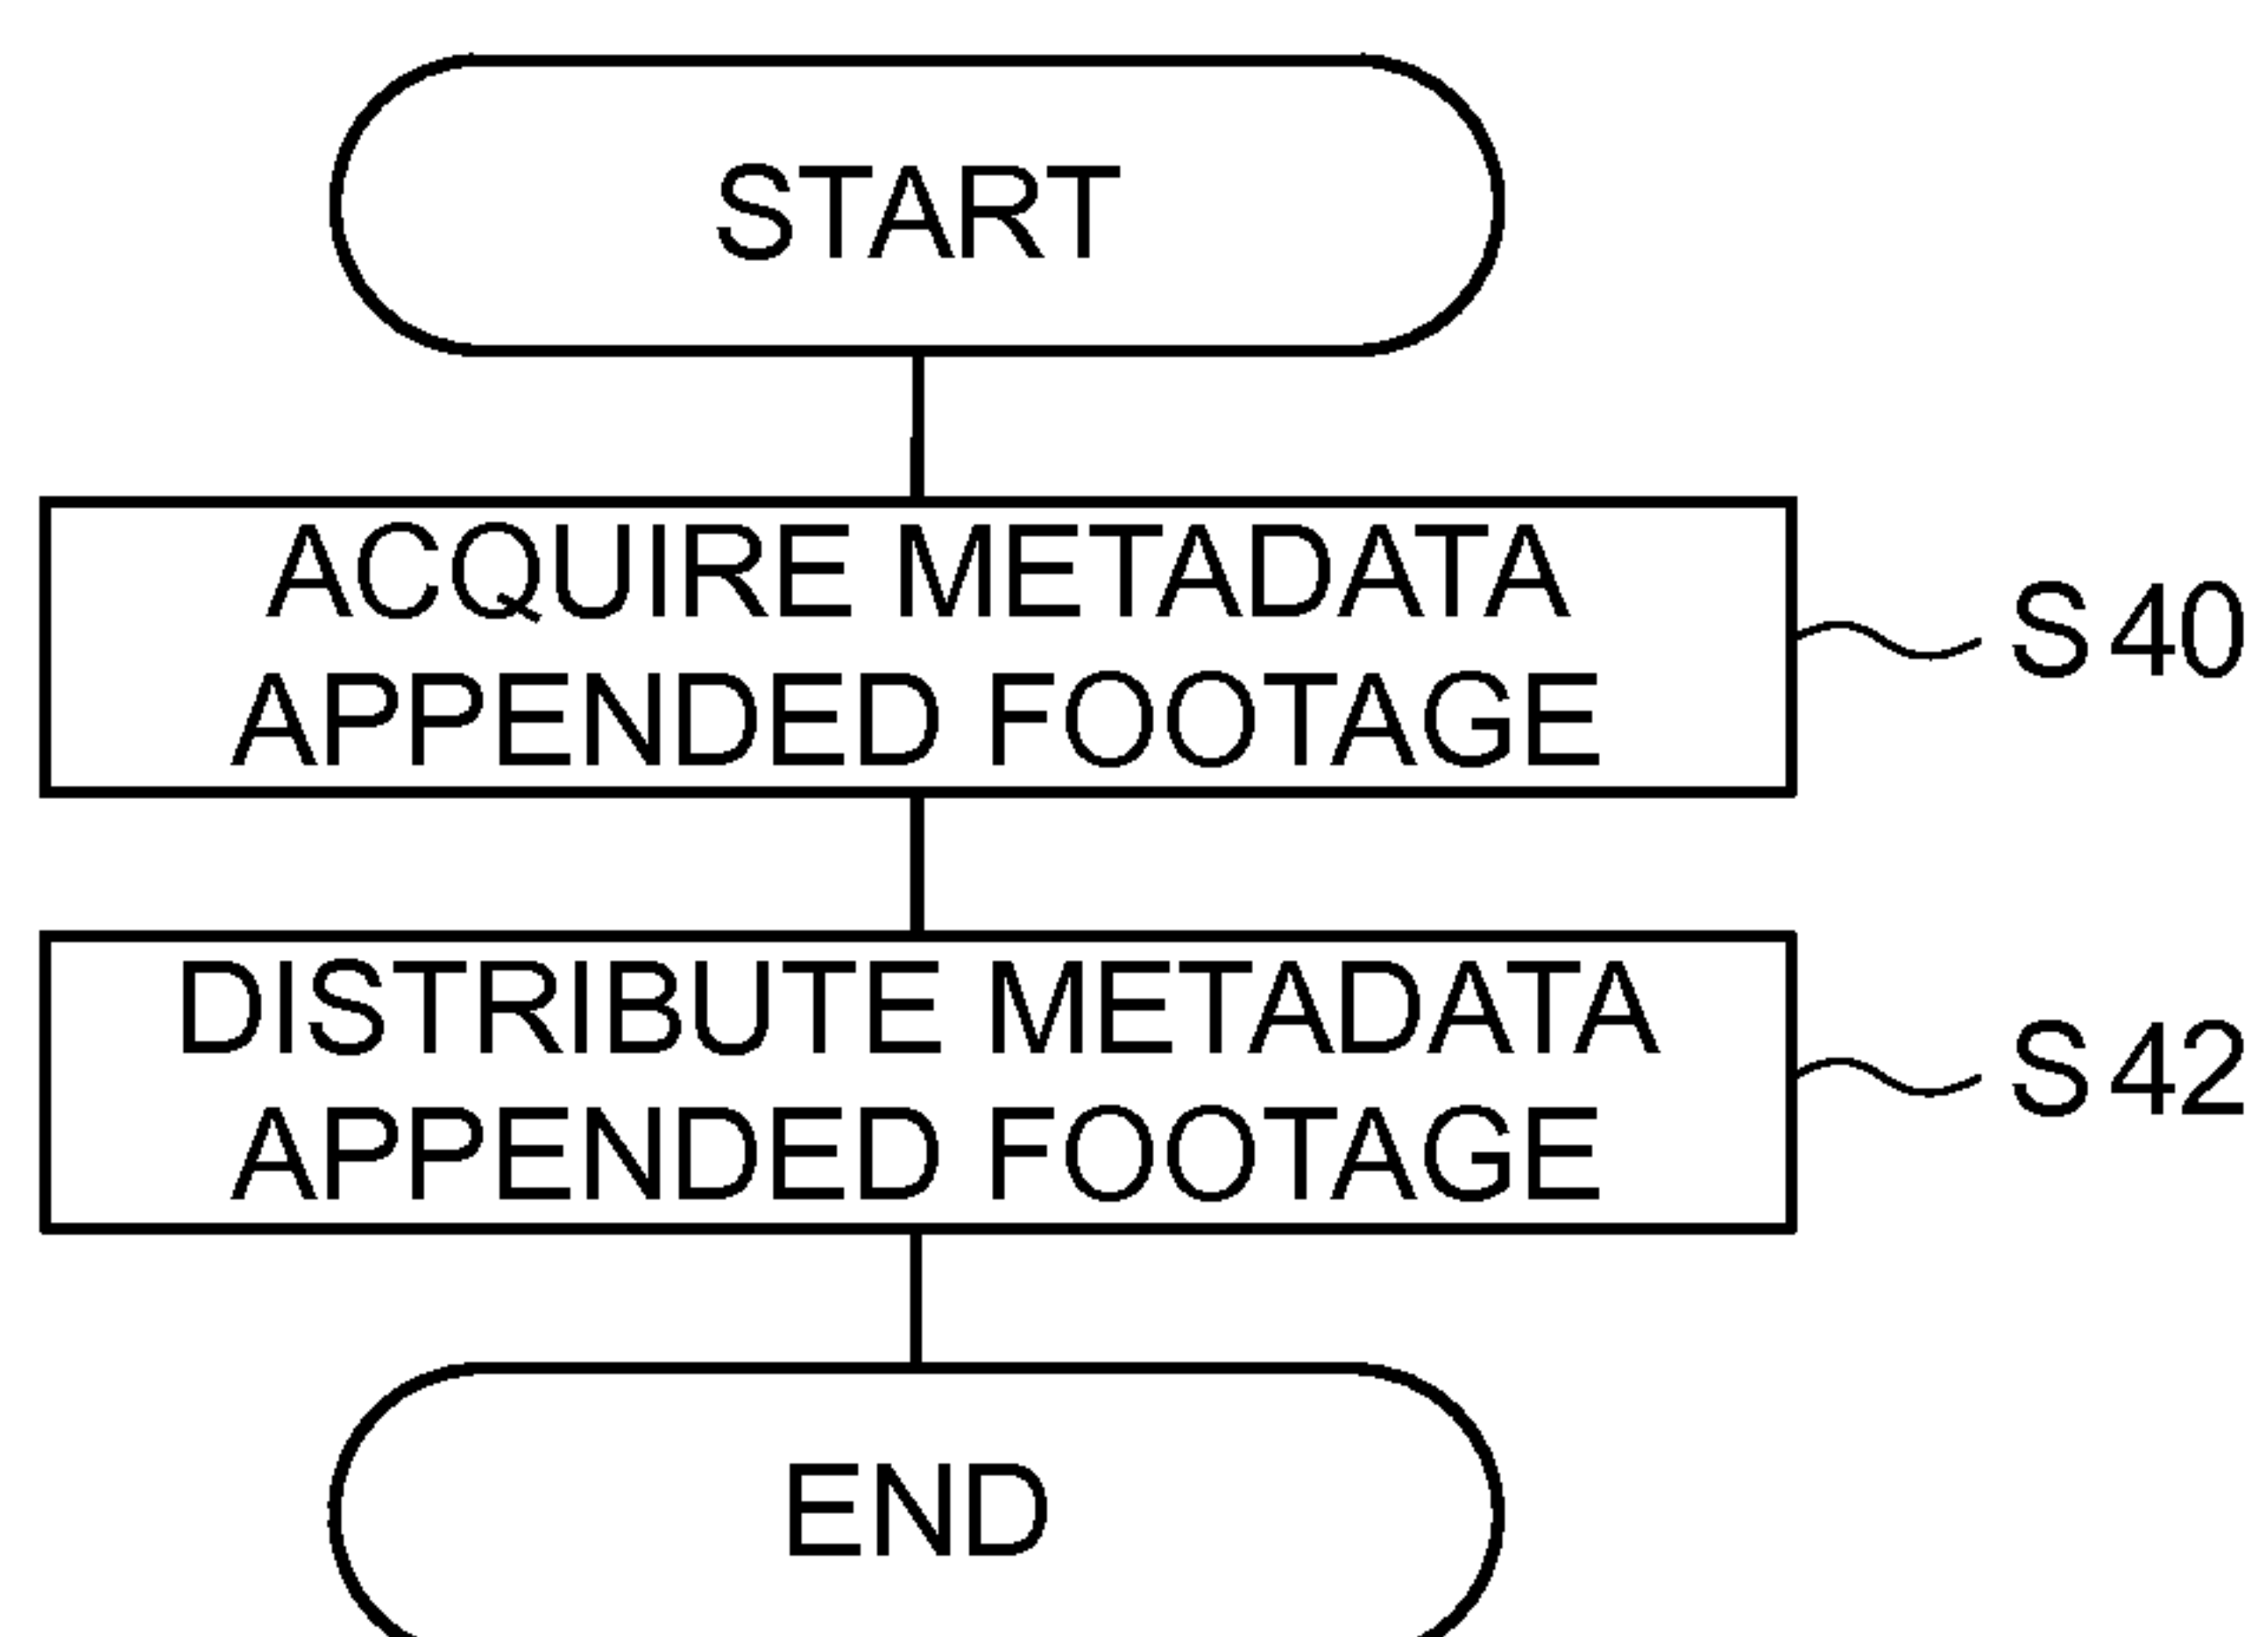 START
ACQUIRE METADATA
APPENDED FOOTAGE
S40
DISTRIBUTE METADATA
APPENDED FOOTAGE
S42
END